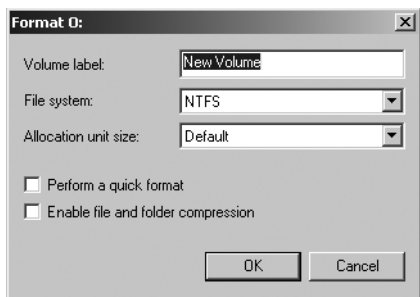 Format O:
Volume label: New Volume
File system: NTFS
Allocation unit size: Default
Perform a quick format
Enable file and folder compression
OK Cancel